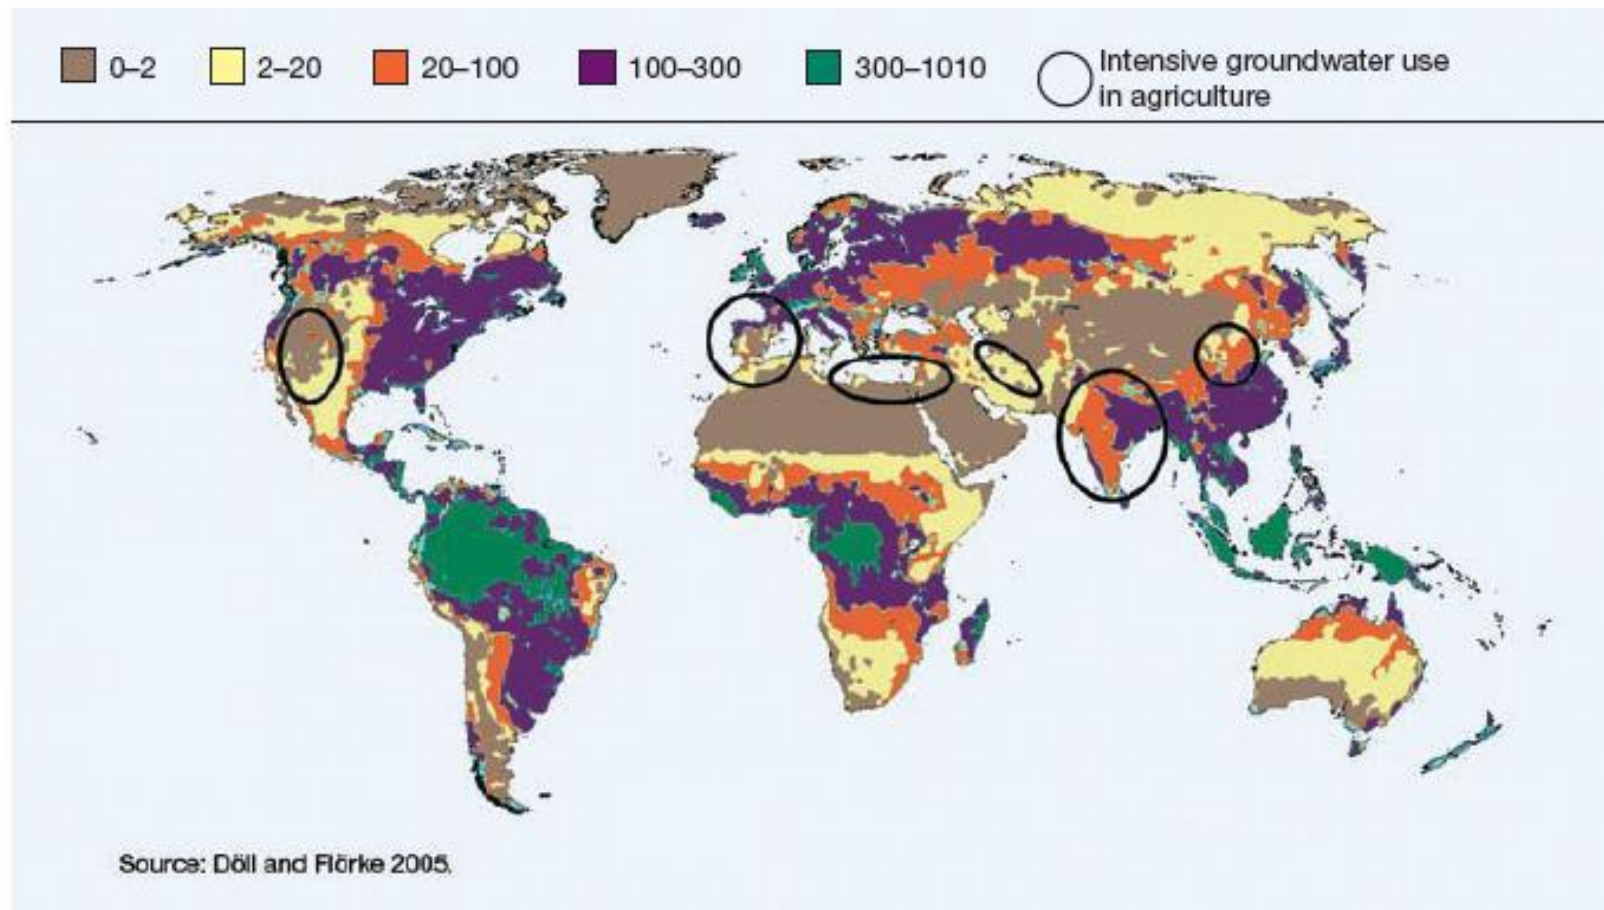 0–2
2–20
20–100
100–300
300–1010
Intensive groundwater use
in agriculture
Source: Döll and Flörke 2005.